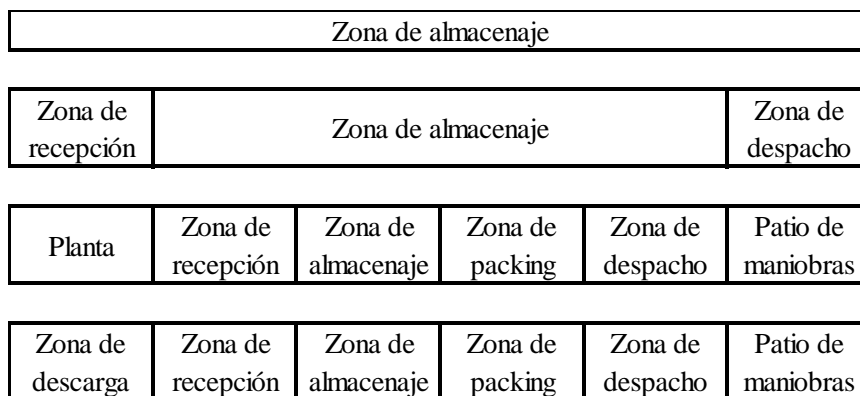 Zona de almacenaje
Zona de recepción
Zona de almacenaje
Zona de despacho
Planta
Zona de recepción
Zona de almacenaje
Zona de packing
Zona de despacho
Patio de maniobras
Zona de descarga
Zona de recepción
Zona de almacenaje
Zona de packing
Zona de despacho
Patio de maniobras